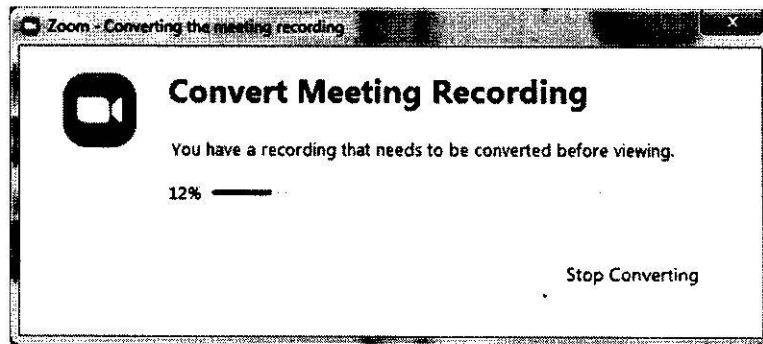 Zoom - Converting the meeting recording
X
Convert Meeting Recording
You have a recording that needs to be converted before viewing.
12%
Stop Converting